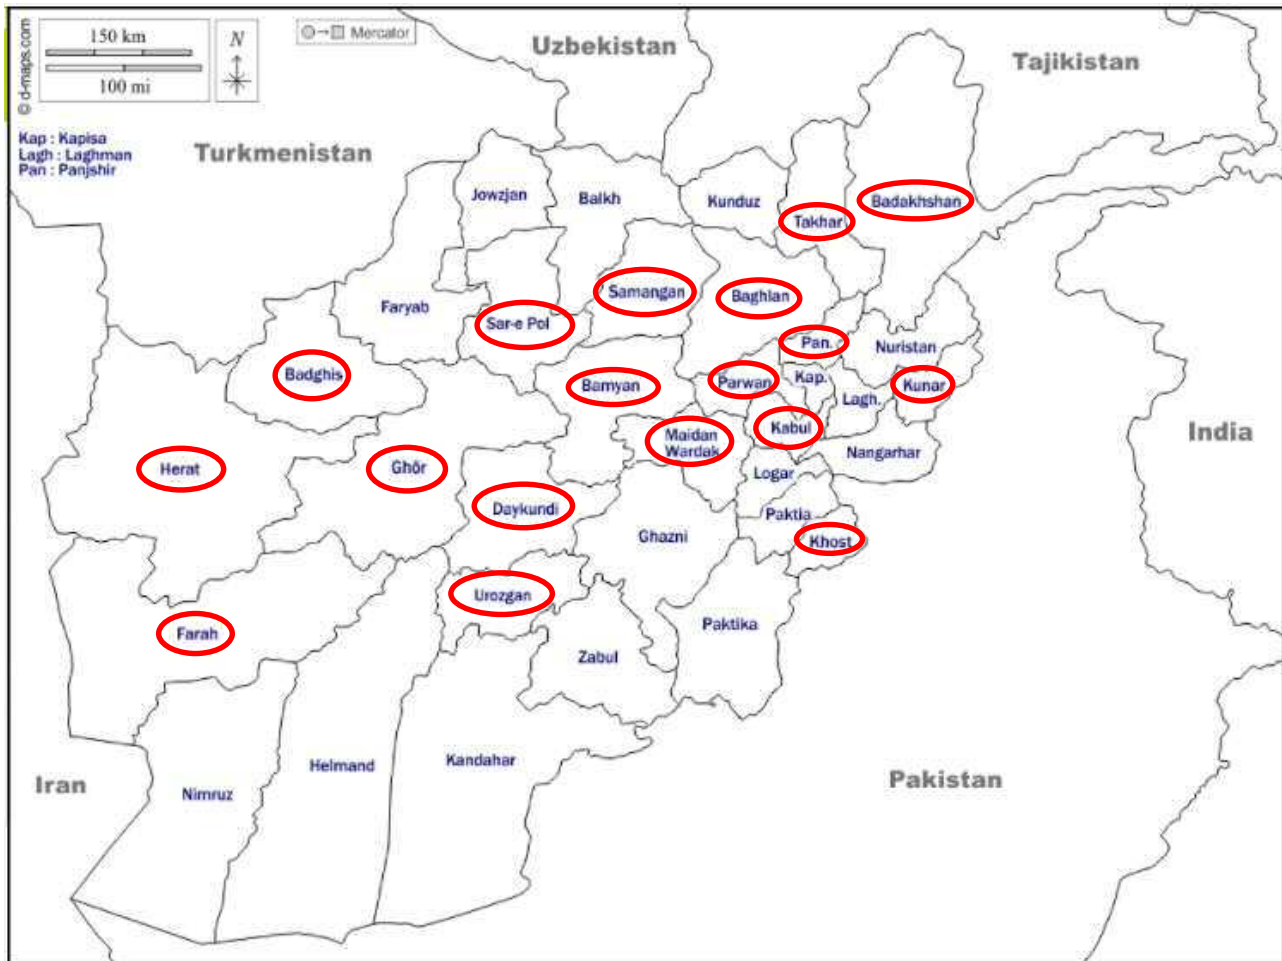 150 km
100 mi
N
Mercator
© d-maps.com
Kap : Kapisa
Lagh : Laghman
Pan : Panjshir
Uzbekistan
Tajikistan
Turkmenistan
Jowzjan
Balkh
Kunduz
Takhar
Badakhshan
Faryab
Sar-e Pol
Samangan
Baghlan
Pan.
Nuristan
Badghis
Bamyan
Parwan
Kap.
Lagh.
Kunar
Herat
Ghōr
Maidan
Wardak
Kabul
Nangarhar
India
Logar
Daykundi
Ghazni
Paktia
Khost
Urozgan
Farah
Zabul
Paktika
Iran
Nimruz
Helmand
Kandahar
Pakistan